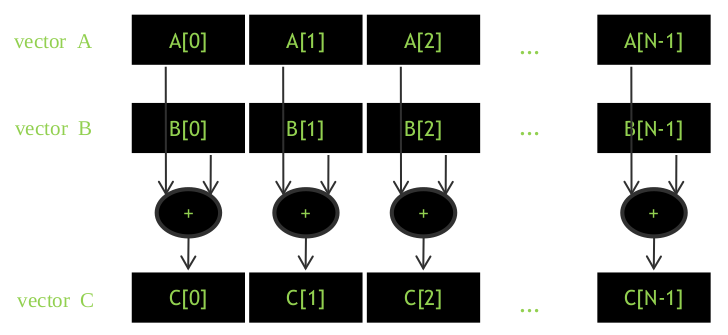 vector A A[0] A[1] A[2] ... A[N-1]
vector B B[0] B[1] B[2] ... B[N-1]
+ + + +
vector C C[0] C[1] C[2] ... C[N-1]